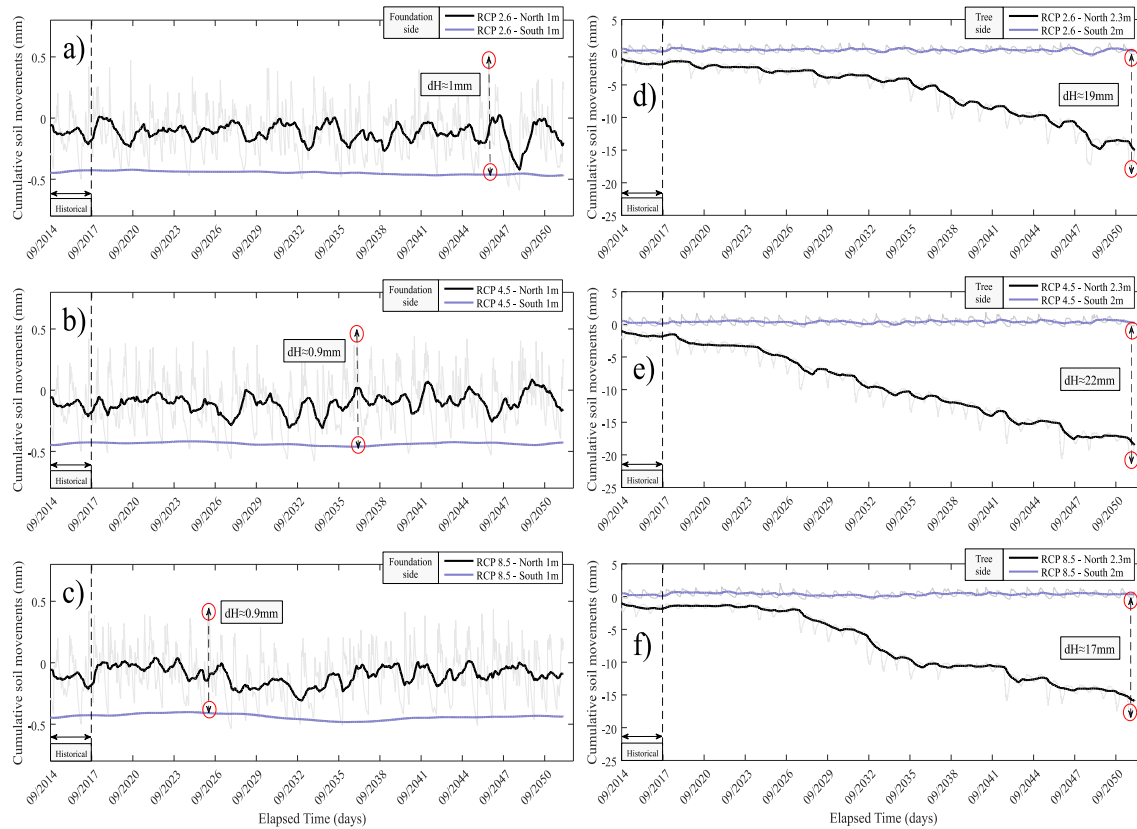 a)
Cumulative soil movements (mm)
0.5
0
-0.5
Foundation
side
RCP 2.6 - North 1m
RCP 2.6 - South 1m
dH≈1mm
Historical
09/2014
09/2017
09/2020
09/2023
09/2026
09/2029
09/2032
09/2035
09/2038
09/2041
09/2044
09/2047
09/2050
d)
Cumulative soil movements (mm)
5
0
-5
-10
-15
-20
-25
Tree
side
RCP 2.6 - North 2.3m
RCP 2.6 - South 2m
dH≈19mm
Historical
09/2014
09/2017
09/2020
09/2023
09/2026
09/2029
09/2032
09/2035
09/2038
09/2041
09/2044
09/2047
09/2050
b)
Cumulative soil movements (mm)
0.5
0
-0.5
Foundation
side
RCP 4.5 - North 1m
RCP 4.5 - South 1m
dH≈0.9mm
Historical
09/2014
09/2017
09/2020
09/2023
09/2026
09/2029
09/2032
09/2035
09/2038
09/2041
09/2044
09/2047
09/2050
e)
Cumulative soil movements (mm)
5
0
-5
-10
-15
-20
-25
Tree
side
RCP 4.5 - North 2.3m
RCP 4.5 - South 2m
dH≈22mm
Historical
09/2014
09/2017
09/2020
09/2023
09/2026
09/2029
09/2032
09/2035
09/2038
09/2041
09/2044
09/2047
09/2050
c)
Cumulative soil movements (mm)
0.5
0
-0.5
Foundation
side
RCP 8.5 - North 1m
RCP 8.5 - South 1m
dH≈0.9mm
Historical
09/2014
09/2017
09/2020
09/2023
09/2026
09/2029
09/2032
09/2035
09/2038
09/2041
09/2044
09/2047
09/2050
Elapsed Time (days)
f)
Cumulative soil movements (mm)
5
0
-5
-10
-15
-20
-25
Tree
side
RCP 8.5 - North 2.3m
RCP 8.5 - South 2m
dH≈17mm
Historical
09/2014
09/2017
09/2020
09/2023
09/2026
09/2029
09/2032
09/2035
09/2038
09/2041
09/2044
09/2047
09/2050
Elapsed Time (days)